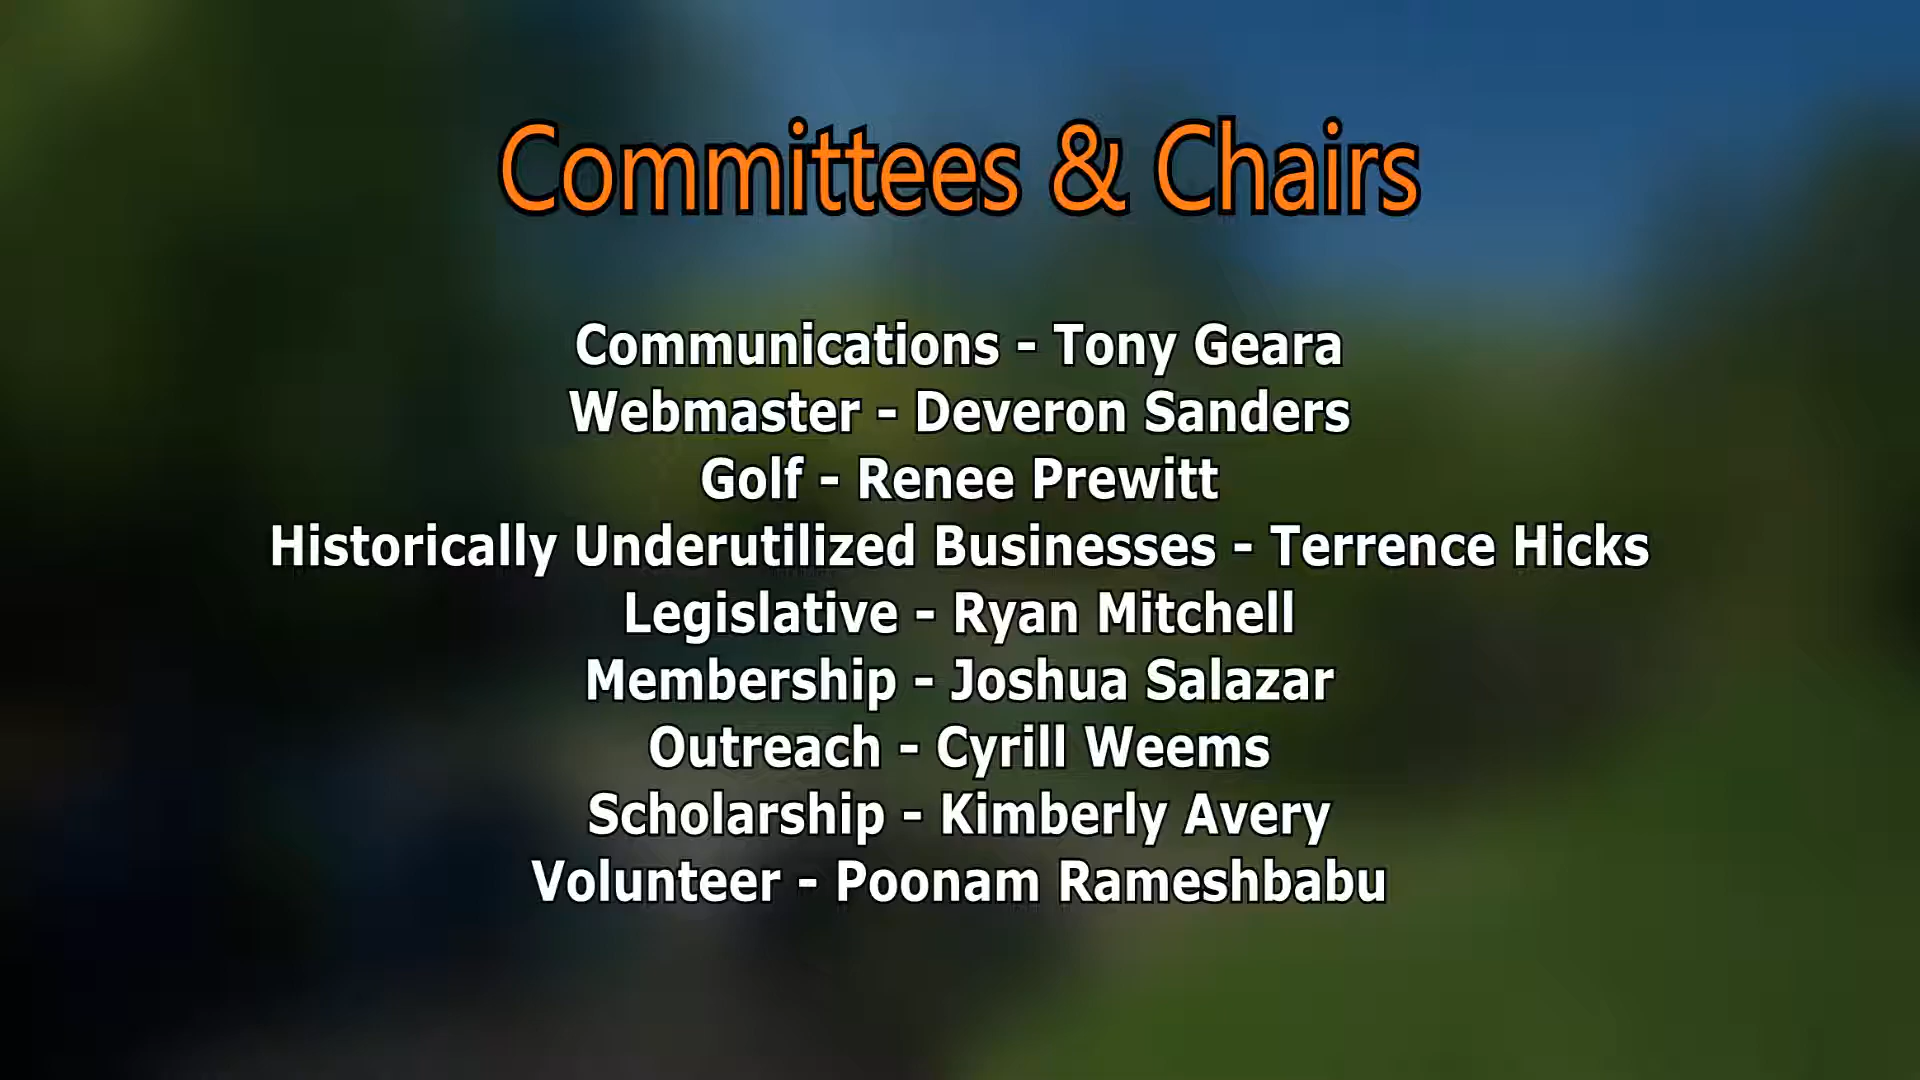 Committees & Chairs
Communications - Tony Geara
Webmaster - Deveron Sanders
Golf - Renee Prewitt
Historically Underutilized Businesses - Terrence Hicks
Legislative - Ryan Mitchell
Membership - Joshua Salazar
Outreach - Cyrill Weems
Scholarship - Kimberly Avery
Volunteer - Poonam Rameshbabu